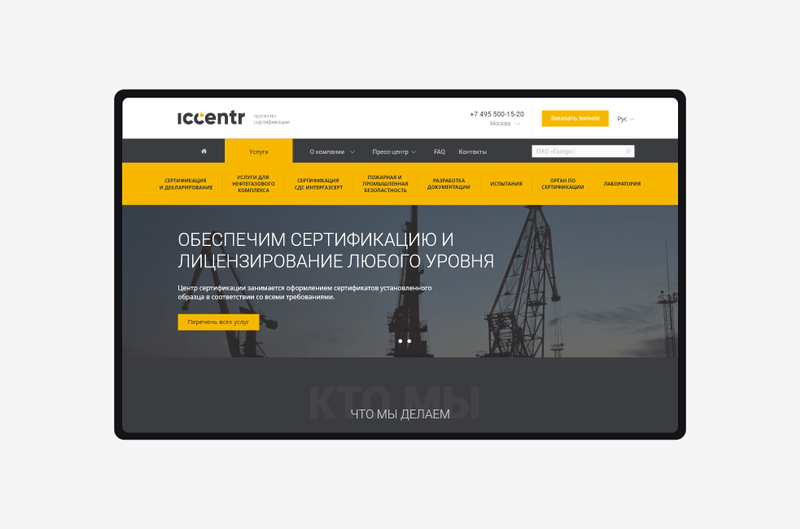 iccentr
агентство
сертификации
+7 495 500-15-20
Москва
Заказать звонок
Рус
Услуги
О компании
Пресс-центр
FAQ
Контакты
ПАО «Газпром»
СЕРТИФИКАЦИЯ
И ДЕКЛАРИРОВАНИЕ
УСЛУГИ ДЛЯ
НЕФТЕГАЗОВОГО
КОМПЛЕКСА
СЕРТИФИКАЦИЯ
СДС ИНТЕРГАЗСЕРТ
ПОЖАРНАЯ И
ПРОМЫШЛЕННАЯ
БЕЗОПАСНОСТЬ
РАЗРАБОТКА
ДОКУМЕНТАЦИИ
ИСПЫТАНИЯ
ОРГАН ПО
СЕРТИФИКАЦИИ
ЛАБОРАТОРИЯ
ОБЕСПЕЧИМ СЕРТИФИКАЦИЮ И
ЛИЦЕНЗИРОВАНИЕ ЛЮБОГО УРОВНЯ
Центр сертификации занимается оформлением сертификатов установленного
образца в соответствии со всеми требованиями.
Перечень всех услуг
КТО МЫ
ЧТО МЫ ДЕЛАЕМ